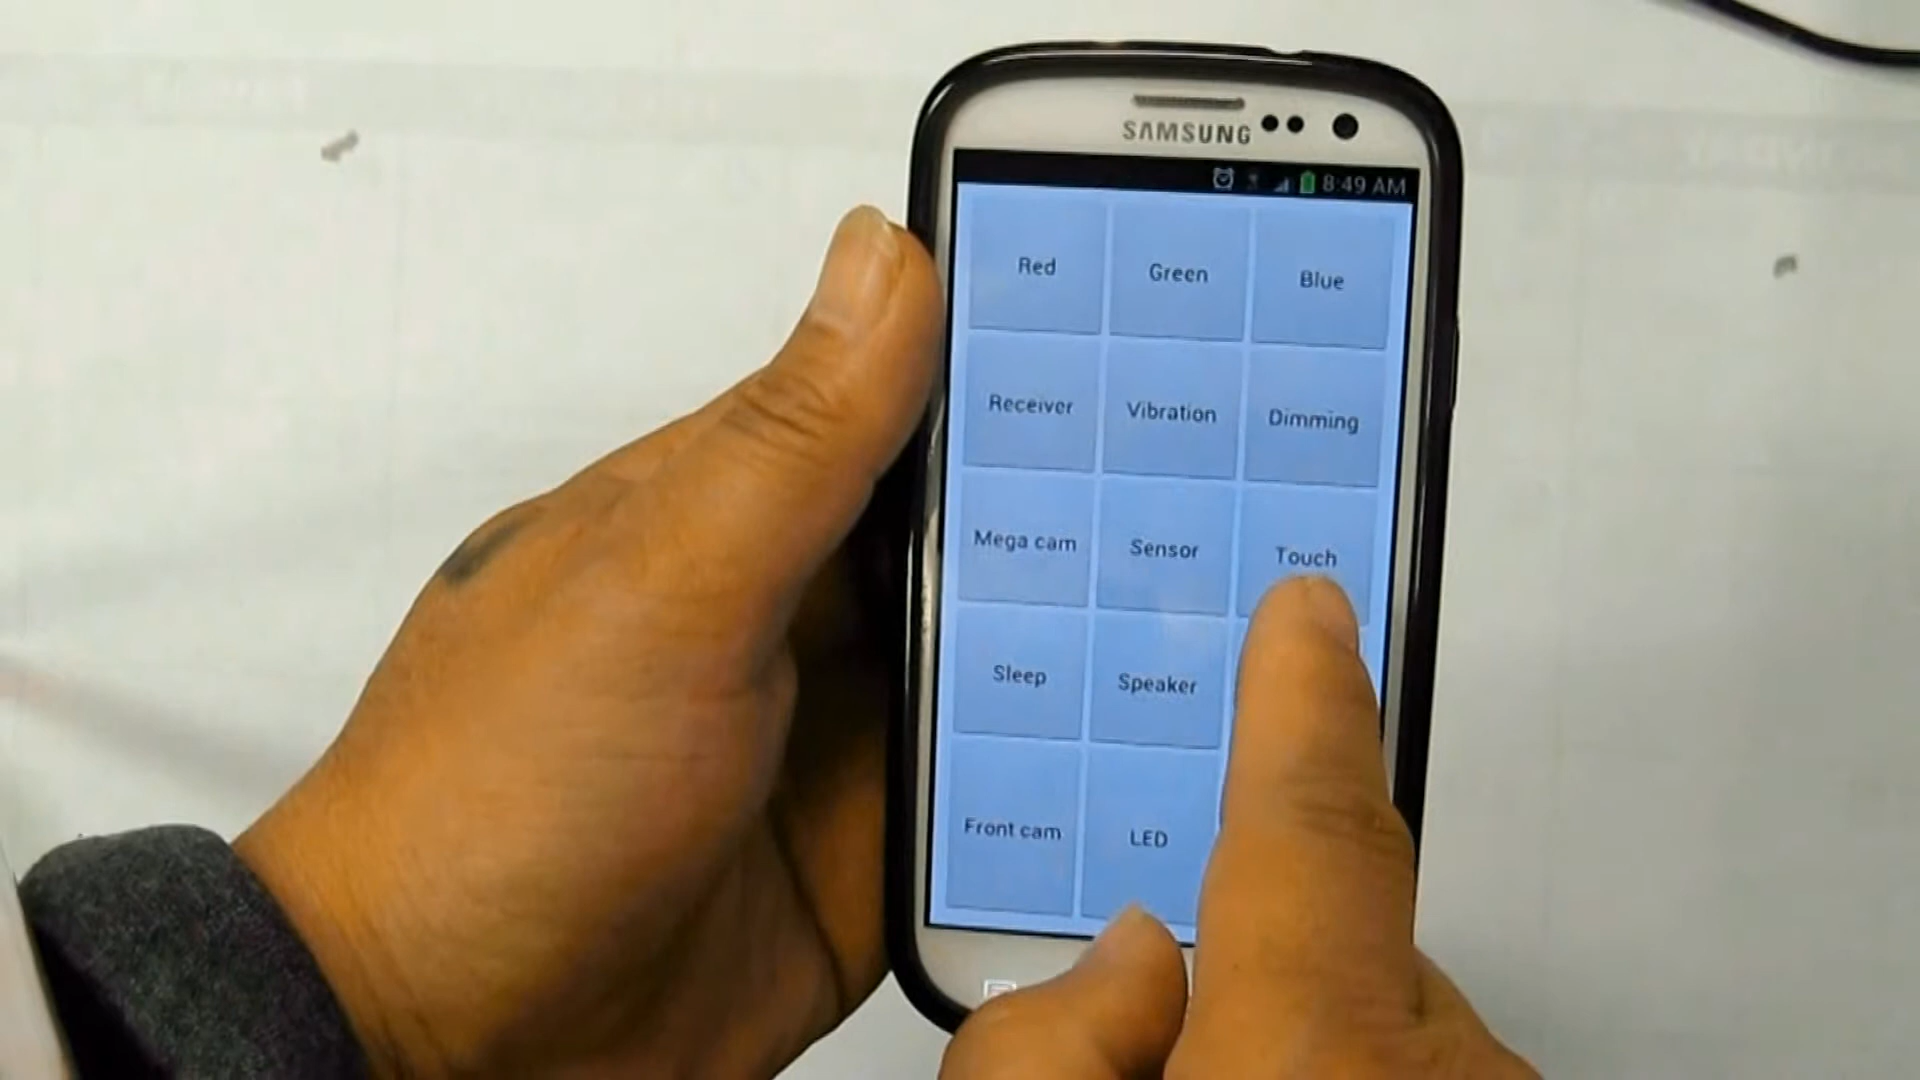 SAMSUNG
8:49 AM
Red Green Blue
Receiver Vibration Dimming
Mega cam Sensor Touch
Sleep Speaker
Front cam LED